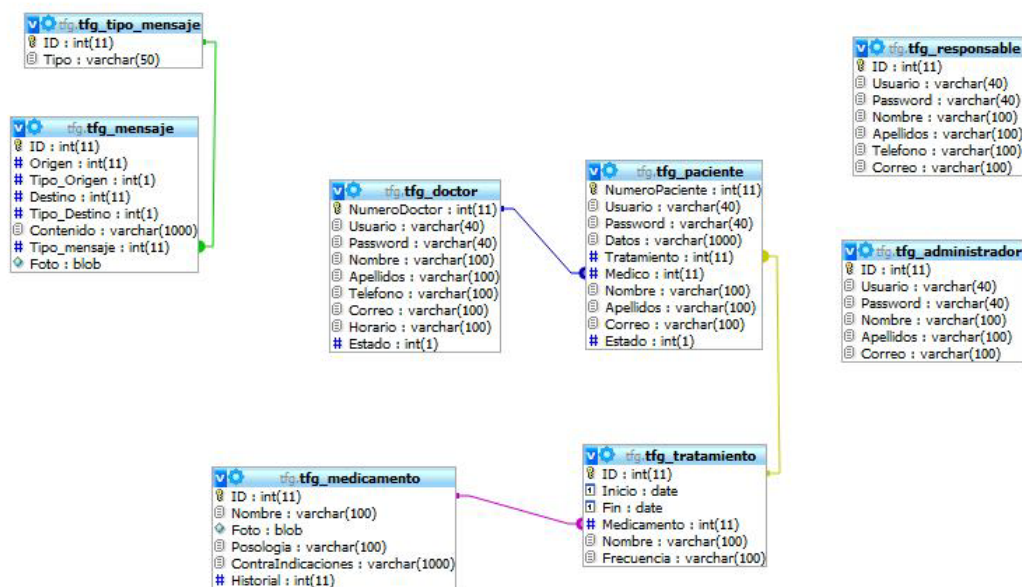 tfg.tfg_tipo_mensaje
ID : int(11)
Tipo : varchar(50)
tfg.tfg_mensaje
ID : int(11)
# Origen : int(11)
# Tipo_Origen : int(1)
# Destino : int(11)
# Tipo_Destino : int(1)
Contenido : varchar(1000)
# Tipo_mensaje : int(11)
Foto : blob
tfg.tfg_doctor
NumeroDoctor : int(11)
Usuario : varchar(40)
Password : varchar(40)
Nombre : varchar(100)
Apellidos : varchar(100)
Telefono : varchar(100)
Correo : varchar(100)
Horario : varchar(100)
# Estado : int(1)
tfg.tfg_paciente
NumeroPaciente : int(11)
Usuario : varchar(40)
Password : varchar(40)
Datos : varchar(1000)
# Tratamiento : int(11)
# Medico : int(11)
Nombre : varchar(100)
Apellidos : varchar(100)
Correo : varchar(100)
# Estado : int(1)
tfg.tfg_responsable
ID : int(11)
Usuario : varchar(40)
Password : varchar(40)
Nombre : varchar(100)
Apellidos : varchar(100)
Telefono : varchar(100)
Correo : varchar(100)
tfg.tfg_administrador
ID : int(11)
Usuario : varchar(40)
Password : varchar(40)
Nombre : varchar(100)
Apellidos : varchar(100)
Correo : varchar(100)
tfg.tfg_medicamento
ID : int(11)
Nombre : varchar(100)
Foto : blob
Posologia : varchar(100)
ContraIndicaciones : varchar(1000)
# Historial : int(11)
tfg.tfg_tratamiento
ID : int(11)
Inicio : date
Fin : date
# Medicamento : int(11)
Nombre : varchar(100)
Frecuencia : varchar(100)